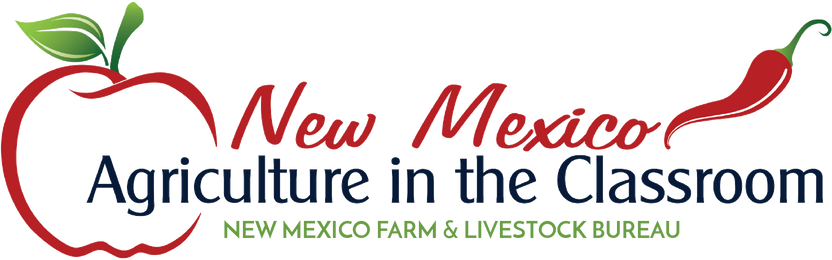 New Mexico
Agriculture in the Classroom
NEW MEXICO FARM & LIVESTOCK BUREAU